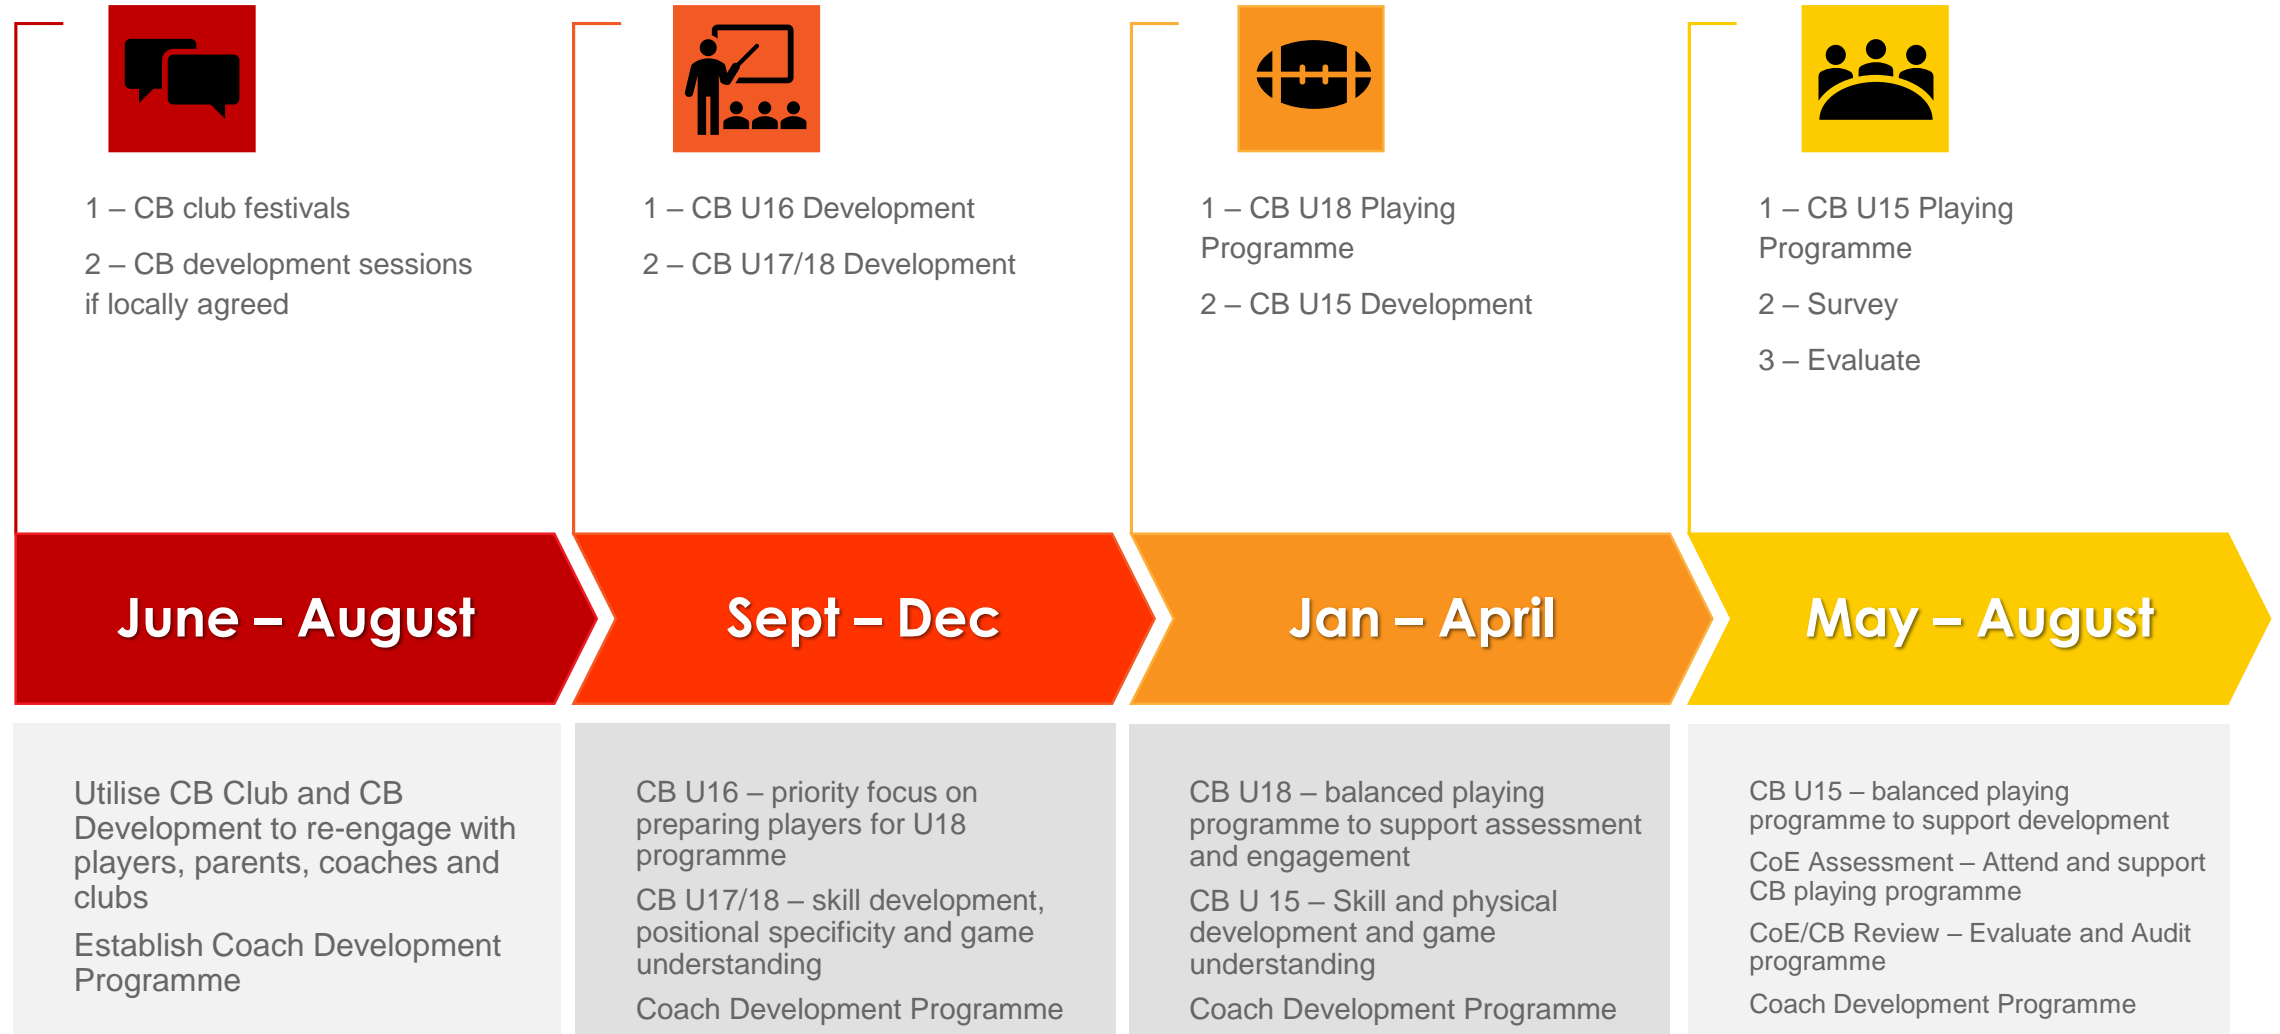 1 – CB club festivals
2 – CB development sessions
if locally agreed
1 – CB U16 Development
2 – CB U17/18 Development
1 – CB U18 Playing
Programme
2 – CB U15 Development
1 – CB U15 Playing
Programme
2 – Survey
3 – Evaluate
June – August
Sept – Dec
Jan – April
May – August
Utilise CB Club and CB
Development to re-engage with
players, parents, coaches and
clubs
Establish Coach Development
Programme
CB U16 – priority focus on
preparing players for U18
programme
CB U17/18 – skill development,
positional specificity and game
understanding
Coach Development Programme
CB U18 – balanced playing
programme to support assessment
and engagement
CB U 15 – Skill and physical
development and game
understanding
Coach Development Programme
CB U15 – balanced playing
programme to support development
CoE Assessment – Attend and support
CB playing programme
CoE/CB Review – Evaluate and Audit
programme
Coach Development Programme